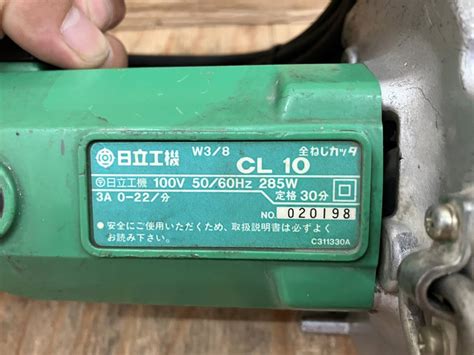 日立工機 W3/8 CL 10 全ねじカッタ
日立工機 100V 50/60Hz 285W
3A 0-22/分 定格 30分
NO. 020198
●安全にご使用いただくため、取扱説明書は必ずよく
お読み下さい。
C311330A